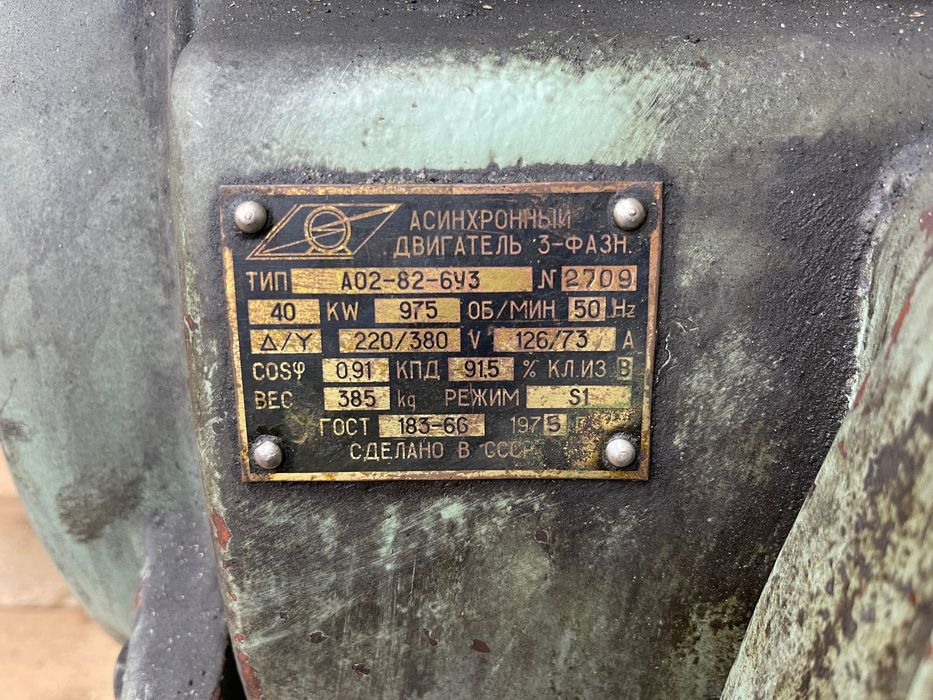 АСИНХРОННЫЙ
ДВИГАТЕЛЬ 3-ФАЗН.
ТИП АО2-82-6У3 N 2709
40 KW 975 ОБ/МИН 50 Hz
Δ/Y 220/380 V 126/73 A
COSφ 0,91 КПД 91.5 % КЛ.ИЗ B
ВЕС 385 kg РЕЖИМ S1
ГОСТ 183-66 1975 Г
СДЕЛАНО В СССР